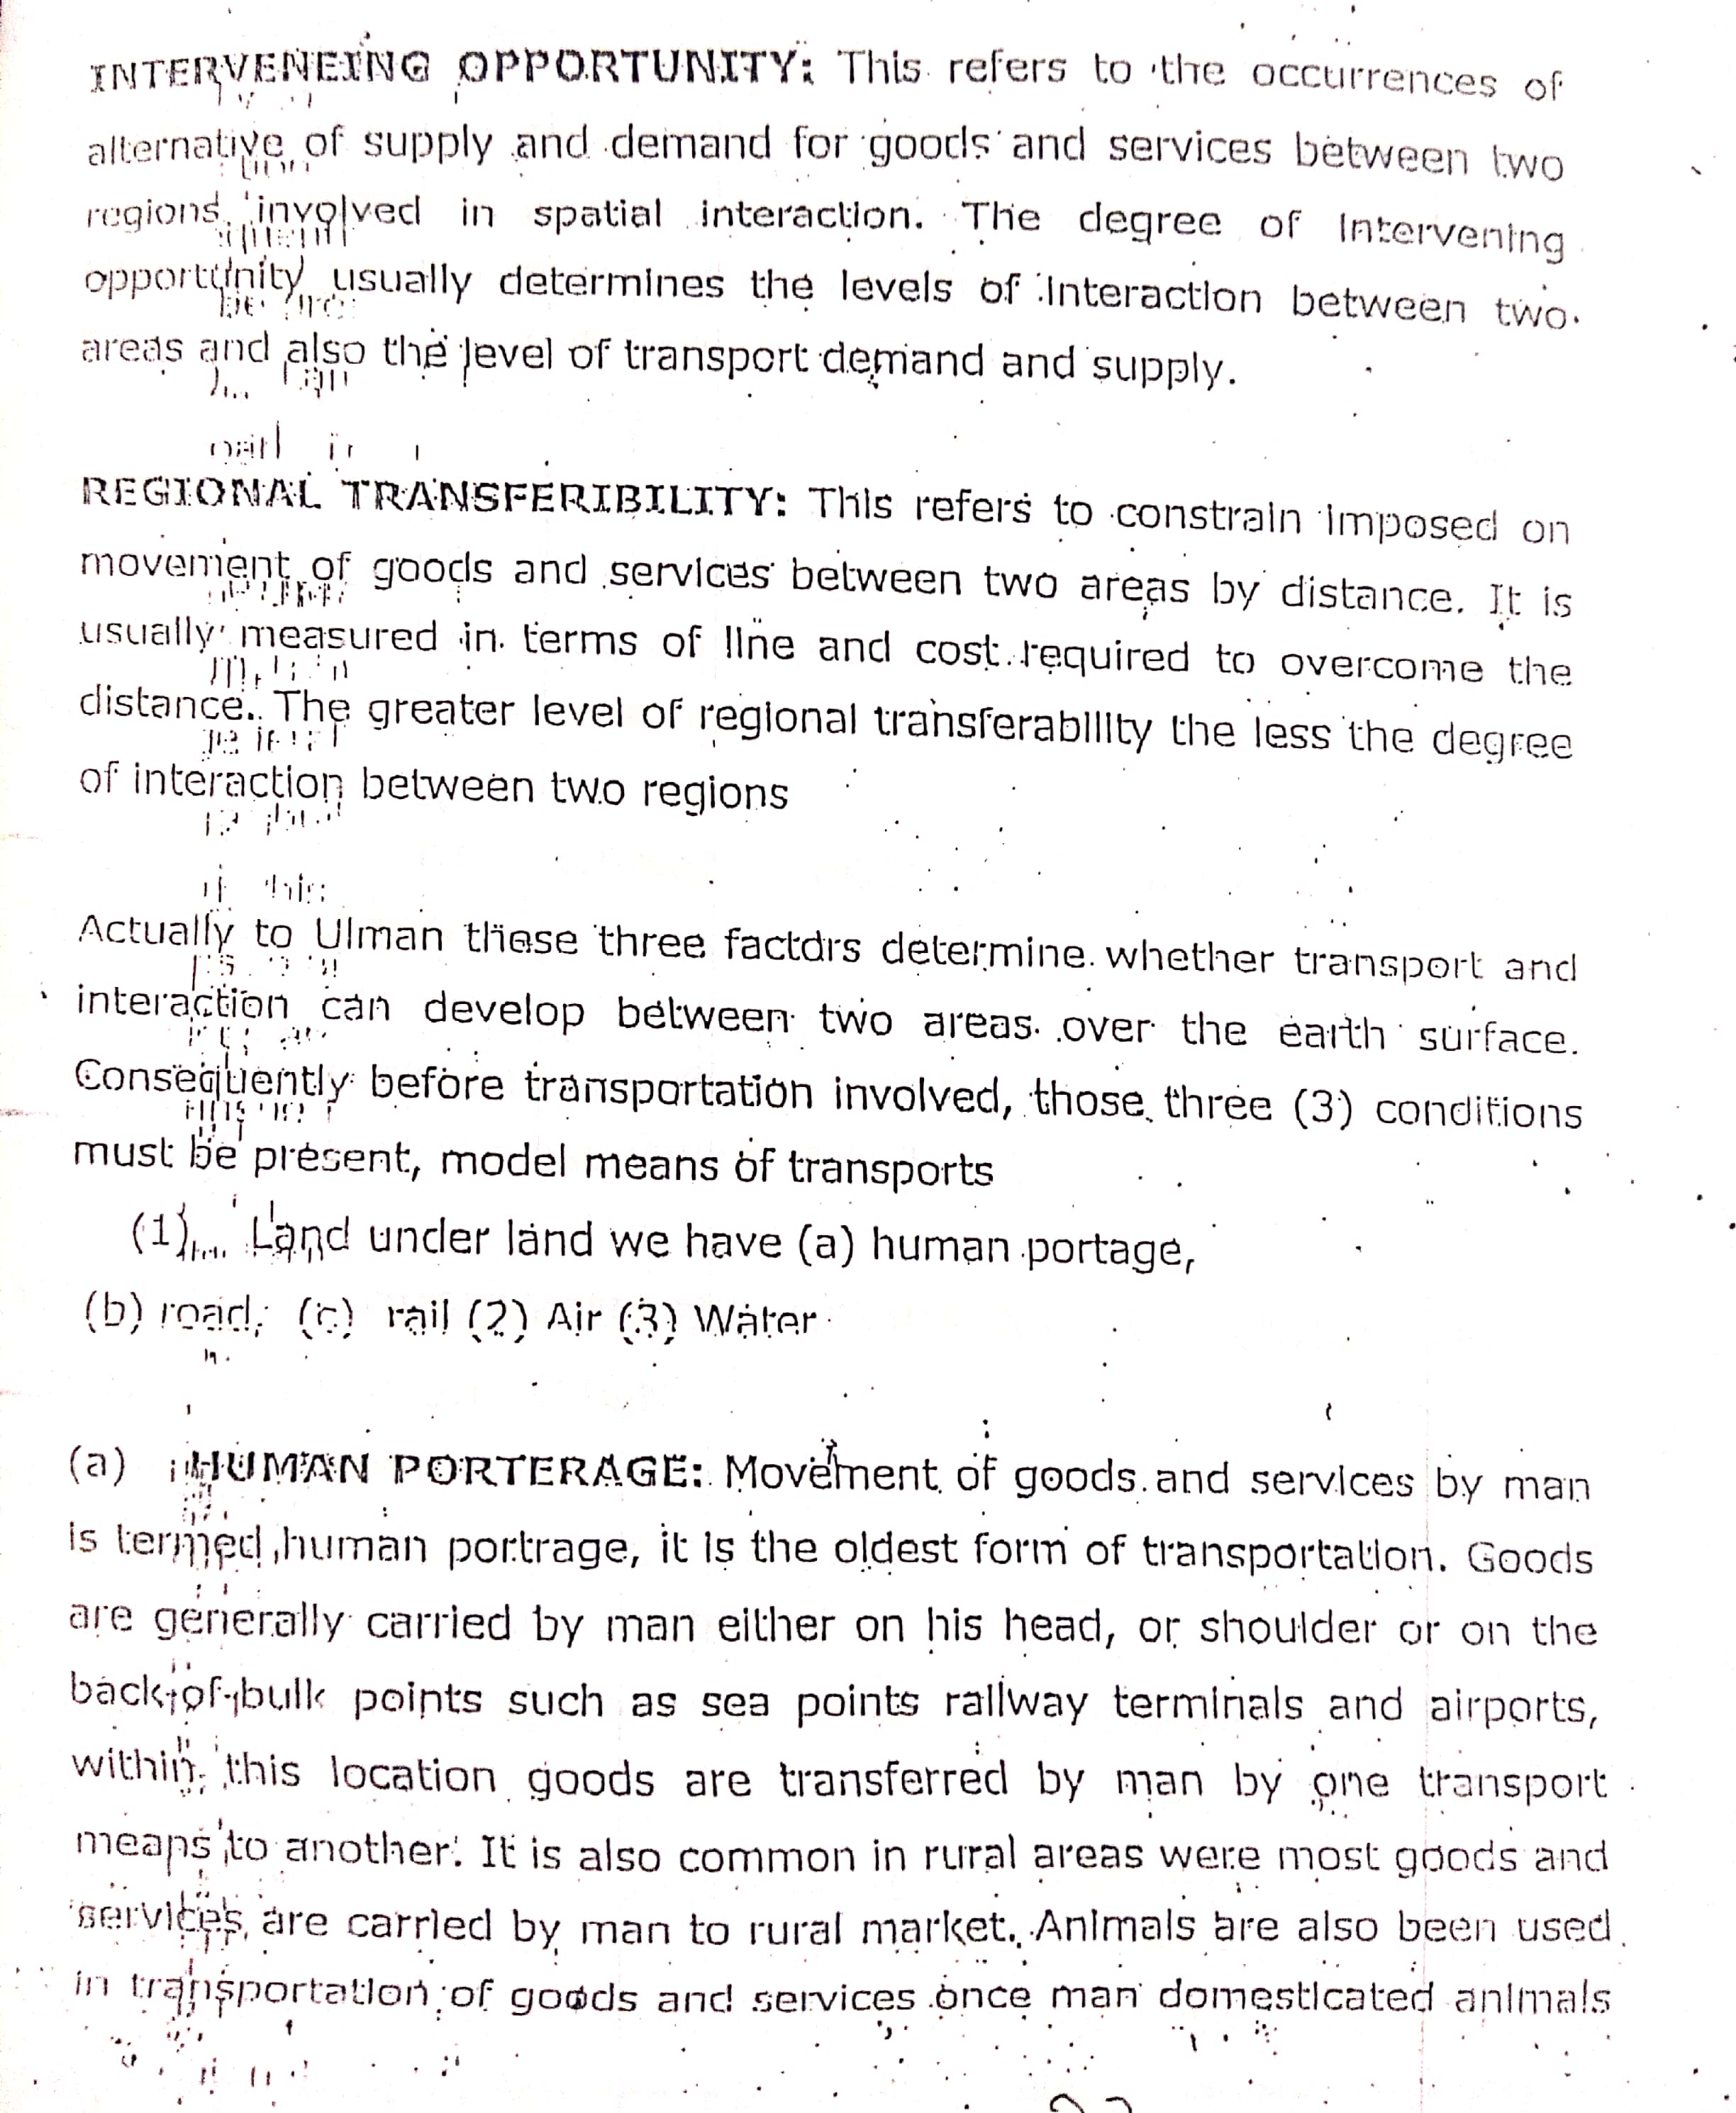 INTERVENEING OPPORTUNITY: This refers to the occurrences of
alternative of supply and demand for goods and services between two
regions involved in spatial interaction. The degree of Intervening
opportunity usually determines the levels of interaction between two
areas and also the level of transport demand and supply.
REGIONAL TRANSFERIBILITY: This refers to constrain imposed on
movement of goods and services between two areas by distance. It is
usually measured in terms of line and cost required to overcome the
distance. The greater level of regional transferability the less the degree
of interaction between two regions
Actually to Ulman these three factors determine whether transport and
interaction can develop between two areas over the earth surface.
Consequently before transportation involved, those three (3) conditions
must be present, model means of transports
(1) Land under land we have (a) human portage,
(b) road; (c) rail (2) Air (3) Water
(a) HUMAN PORTERAGE: Movement of goods and services by man
is termed human portrage, it is the oldest form of transportation. Goods
are generally carried by man either on his head, or shoulder or on the
back-of-bulk points such as sea points railway terminals and airports,
within this location goods are transferred by man by one transport
means to another. It is also common in rural areas were most goods and
services are carried by man to rural market. Animals are also been used
in transportation of goods and services once man domesticated animals